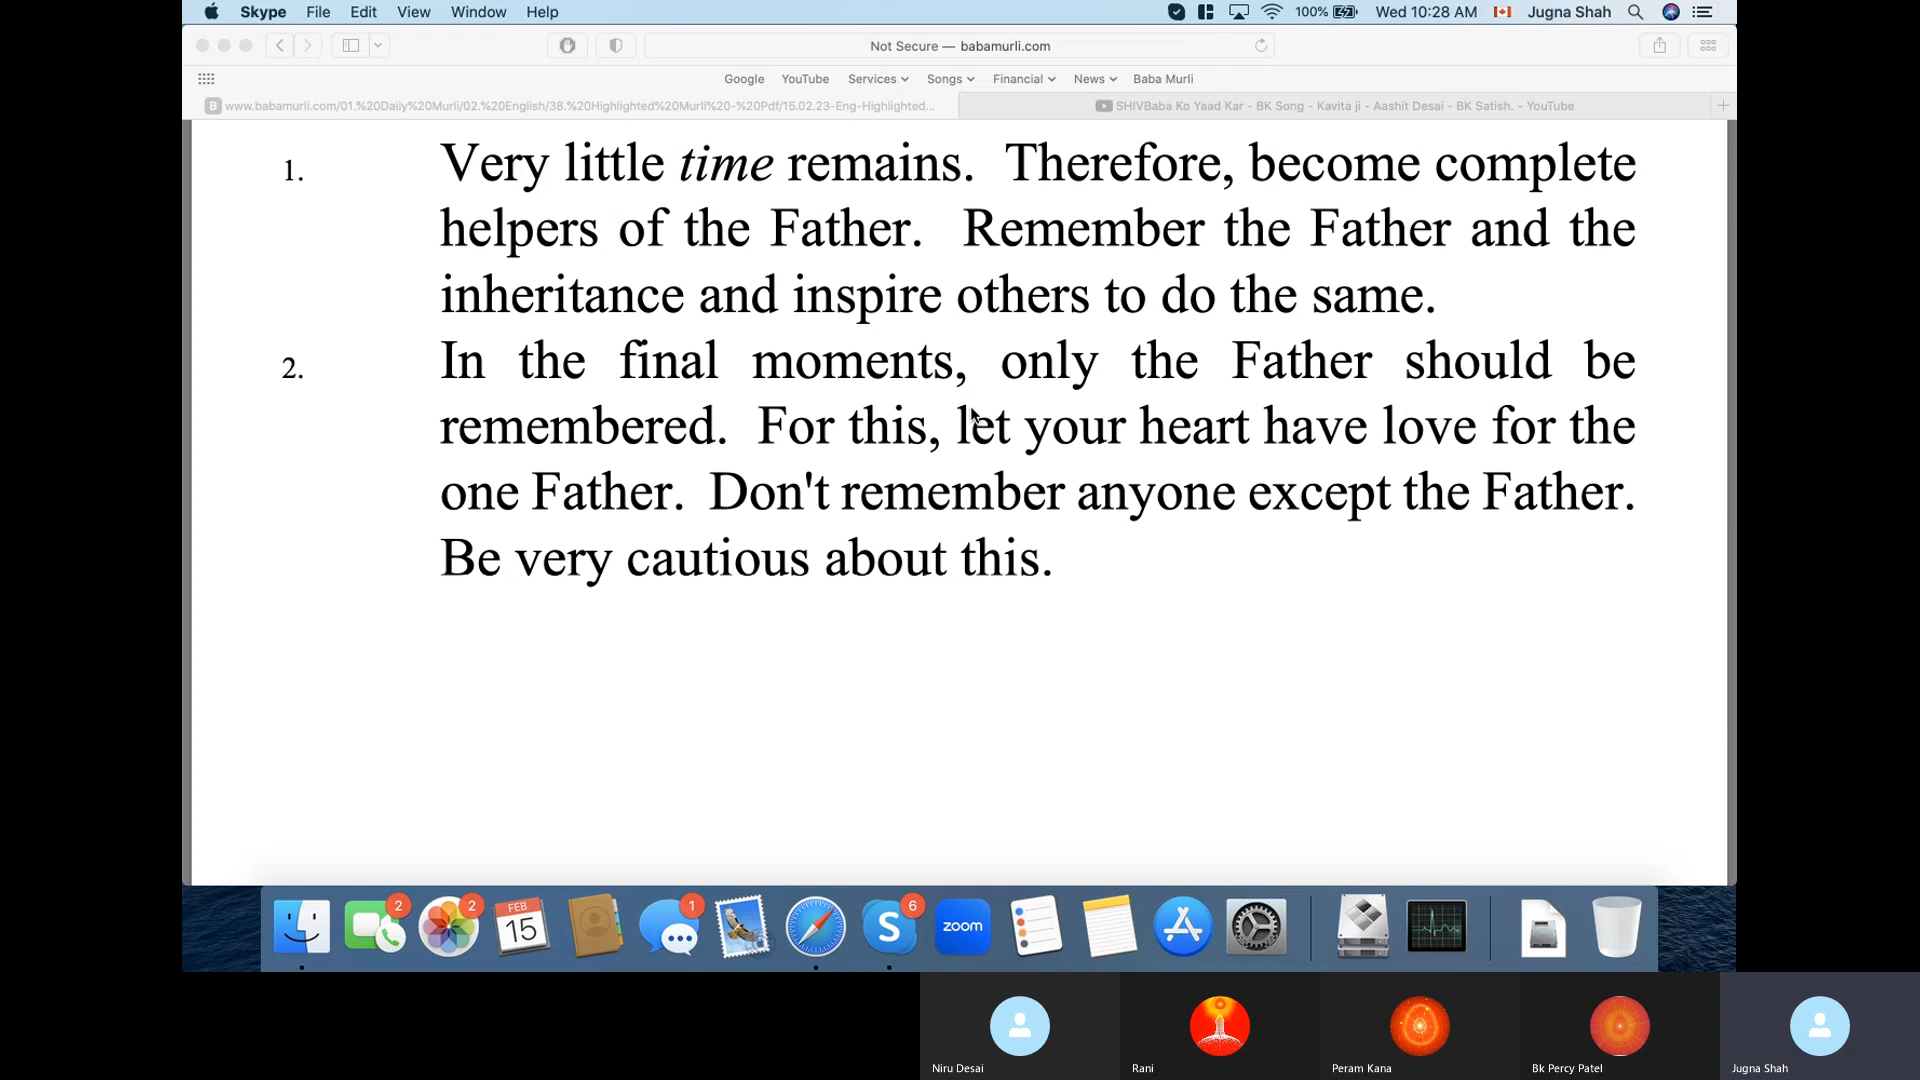 Skype File Edit View Window Help 100% Wed 10:28 AM Jugna Shah
Not Secure — babamurli.com
Google YouTube Services Songs Financial News Baba Murli
B www.babamurli.com/01.%20Daily%20Murli/02.%20English/38.%20Highlighted%20Murli%20-%20Pdf/15.02.23-Eng-Highlighted... SHIVBaba Ko Yaad Kar - BK Song - Kavita ji - Aashit Desai - BK Satish. - YouTube
1. Very little time remains. Therefore, become complete
helpers of the Father. Remember the Father and the
inheritance and inspire others to do the same.
2. In the final moments, only the Father should be
remembered. For this, let your heart have love for the
one Father. Don't remember anyone except the Father.
Be very cautious about this.
2 2 FEB 15 1 S 6 zoom
Niru Desai Rani Peram Kana Bk Percy Patel Jugna Shah